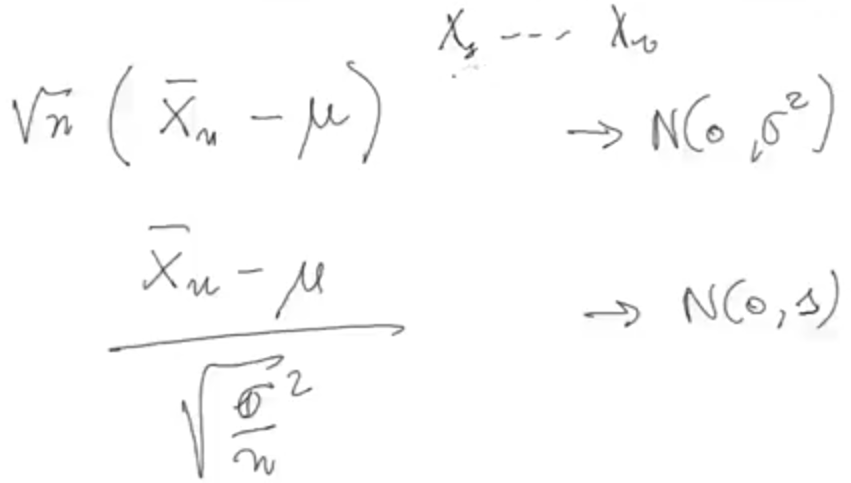 X₁ --- Xₙ
√n ( X̄ₙ − μ ) → N(0, σ²)
X̄ₙ − μ / √(σ²/n) → N(0, 1)